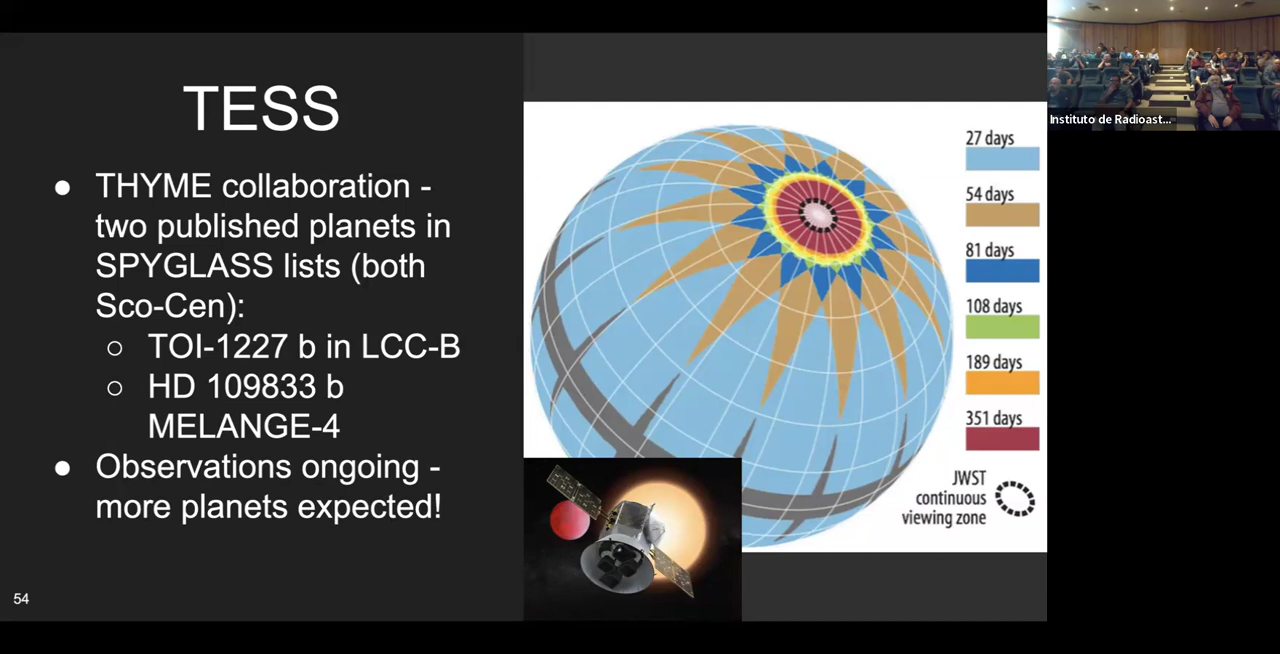 TESS
● THYME collaboration -
two published planets in
SPYGLASS lists (both
Sco-Cen):
○ TOI-1227 b in LCC-B
○ HD 109833 b
MELANGE-4
● Observations ongoing -
more planets expected!
54
27 days
54 days
81 days
108 days
189 days
351 days
JWST
continuous
viewing zone
Instituto de Radioast...